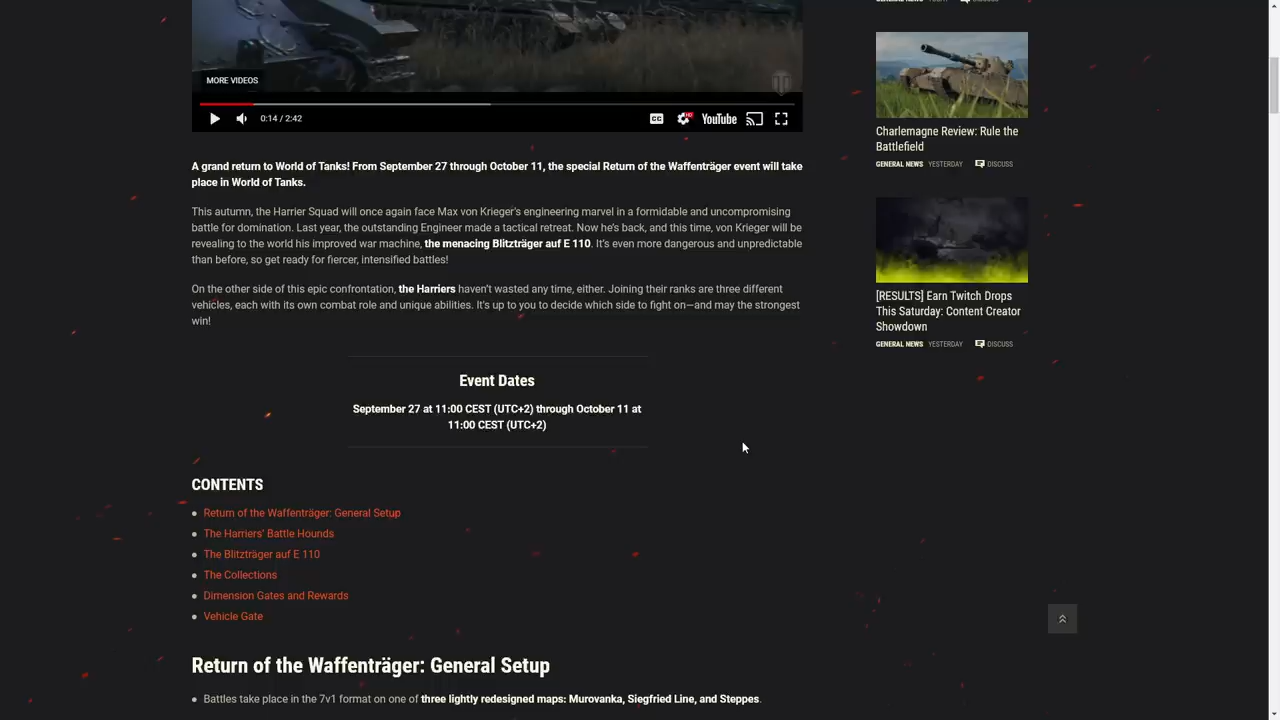 MORE VIDEOS
0:14 / 2:42
CC
HD
YouTube
A grand return to World of Tanks! From September 27 through October 11, the special Return of the Waffenträger event will take
place in World of Tanks.
This autumn, the Harrier Squad will once again face Max von Krieger's engineering marvel in a formidable and uncompromising
battle for domination. Last year, the outstanding Engineer made a tactical retreat. Now he's back, and this time, von Krieger will be
revealing to the world his improved war machine, the menacing Blitzträger auf E 110. It's even more dangerous and unpredictable
than before, so get ready for fiercer, intensified battles!
On the other side of this epic confrontation, the Harriers haven't wasted any time, either. Joining their ranks are three different
vehicles, each with its own combat role and unique abilities. It's up to you to decide which side to fight on—and may the strongest
win!
Event Dates
September 27 at 11:00 CEST (UTC+2) through October 11 at
11:00 CEST (UTC+2)
CONTENTS
Return of the Waffenträger: General Setup
The Harriers' Battle Hounds
The Blitzträger auf E 110
The Collections
Dimension Gates and Rewards
Vehicle Gate
Return of the Waffenträger: General Setup
Battles take place in the 7v1 format on one of three lightly redesigned maps: Murovanka, Siegfried Line, and Steppes.
Charlemagne Review: Rule the
Battlefield
GENERAL NEWS YESTERDAY DISCUSS
[RESULTS] Earn Twitch Drops
This Saturday: Content Creator
Showdown
GENERAL NEWS YESTERDAY DISCUSS